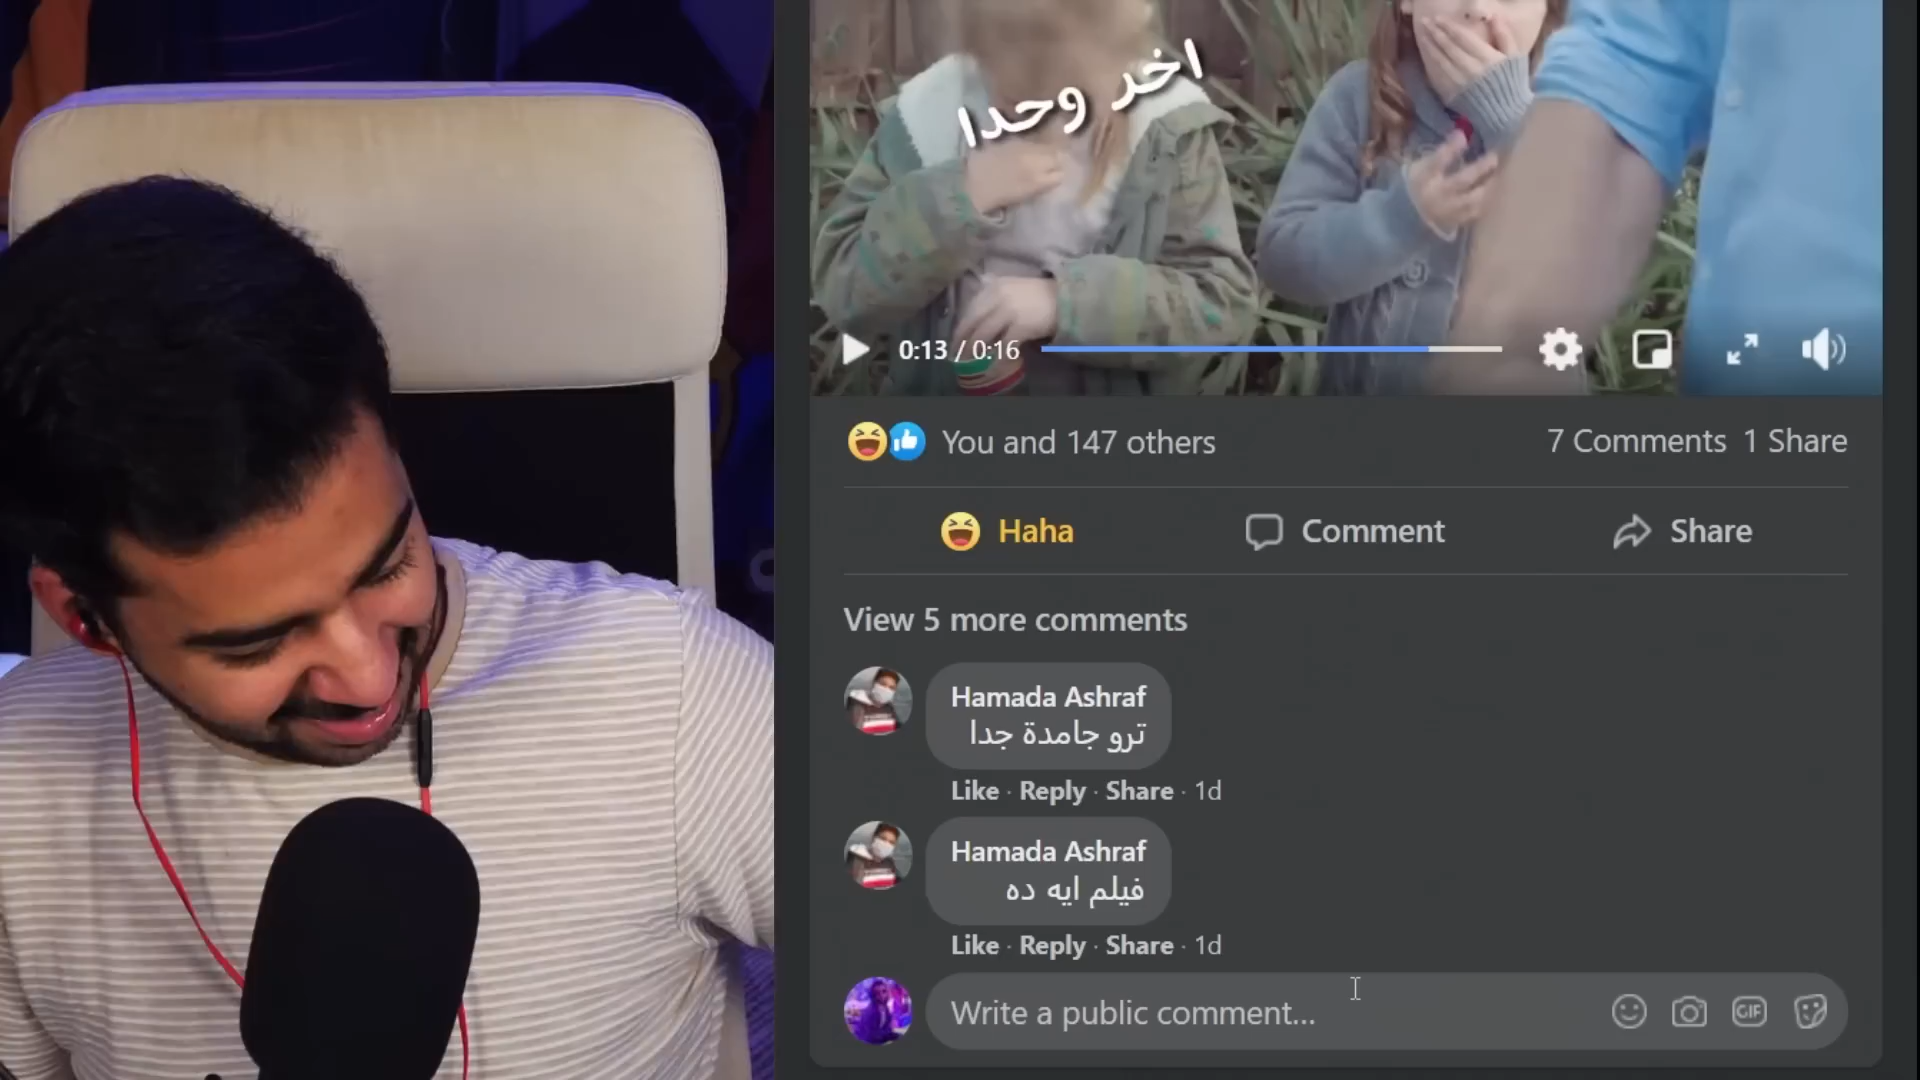 اخر وحدا
0:13 / 0:16
You and 147 others
7 Comments 1 Share
Haha
Comment
Share
View 5 more comments
Hamada Ashraf
ترو جامدة جدا
Like · Reply · Share · 1d
Hamada Ashraf
فيلم ايه ده
Like · Reply · Share · 1d
Write a public comment...
GIF